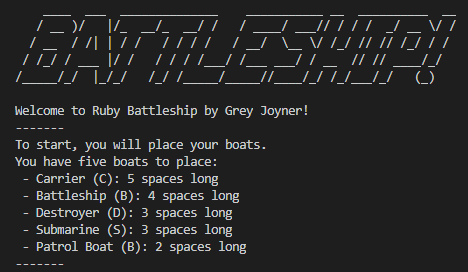 BATTLESHIP!
Welcome to Ruby Battleship by Grey Joyner!
-------
To start, you will place your boats.
You have five boats to place:
- Carrier (C): 5 spaces long
- Battleship (B): 4 spaces long
- Destroyer (D): 3 spaces long
- Submarine (S): 3 spaces long
- Patrol Boat (B): 2 spaces long
-------